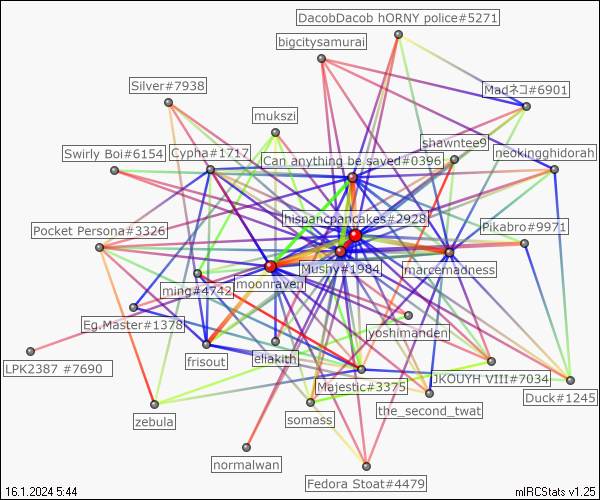 DacobDacob hORNY police#5271
bigcitysamurai
Silver#7938
Madネコ#6901
mukszi
shawntee9
Swirly Boi#6154
Cypha#1717
Can anything be saved#0396
neokingghidorah
hispancpancakes#2928
Pocket Persona#3326
Pikabro#9971
Mushy#1984
marcemadness
ming#4742
moonraven
Eg.Master#1378
yoshimanden
frisout
eliakith
LPK2387 #7690
Majestic#3375
JKOUYH VIII#7034
Duck#1245
zebula
somass
the_second_twat
normalwan
Fedora Stoat#4479
16.1.2024 5:44
mIRCStats v1.25